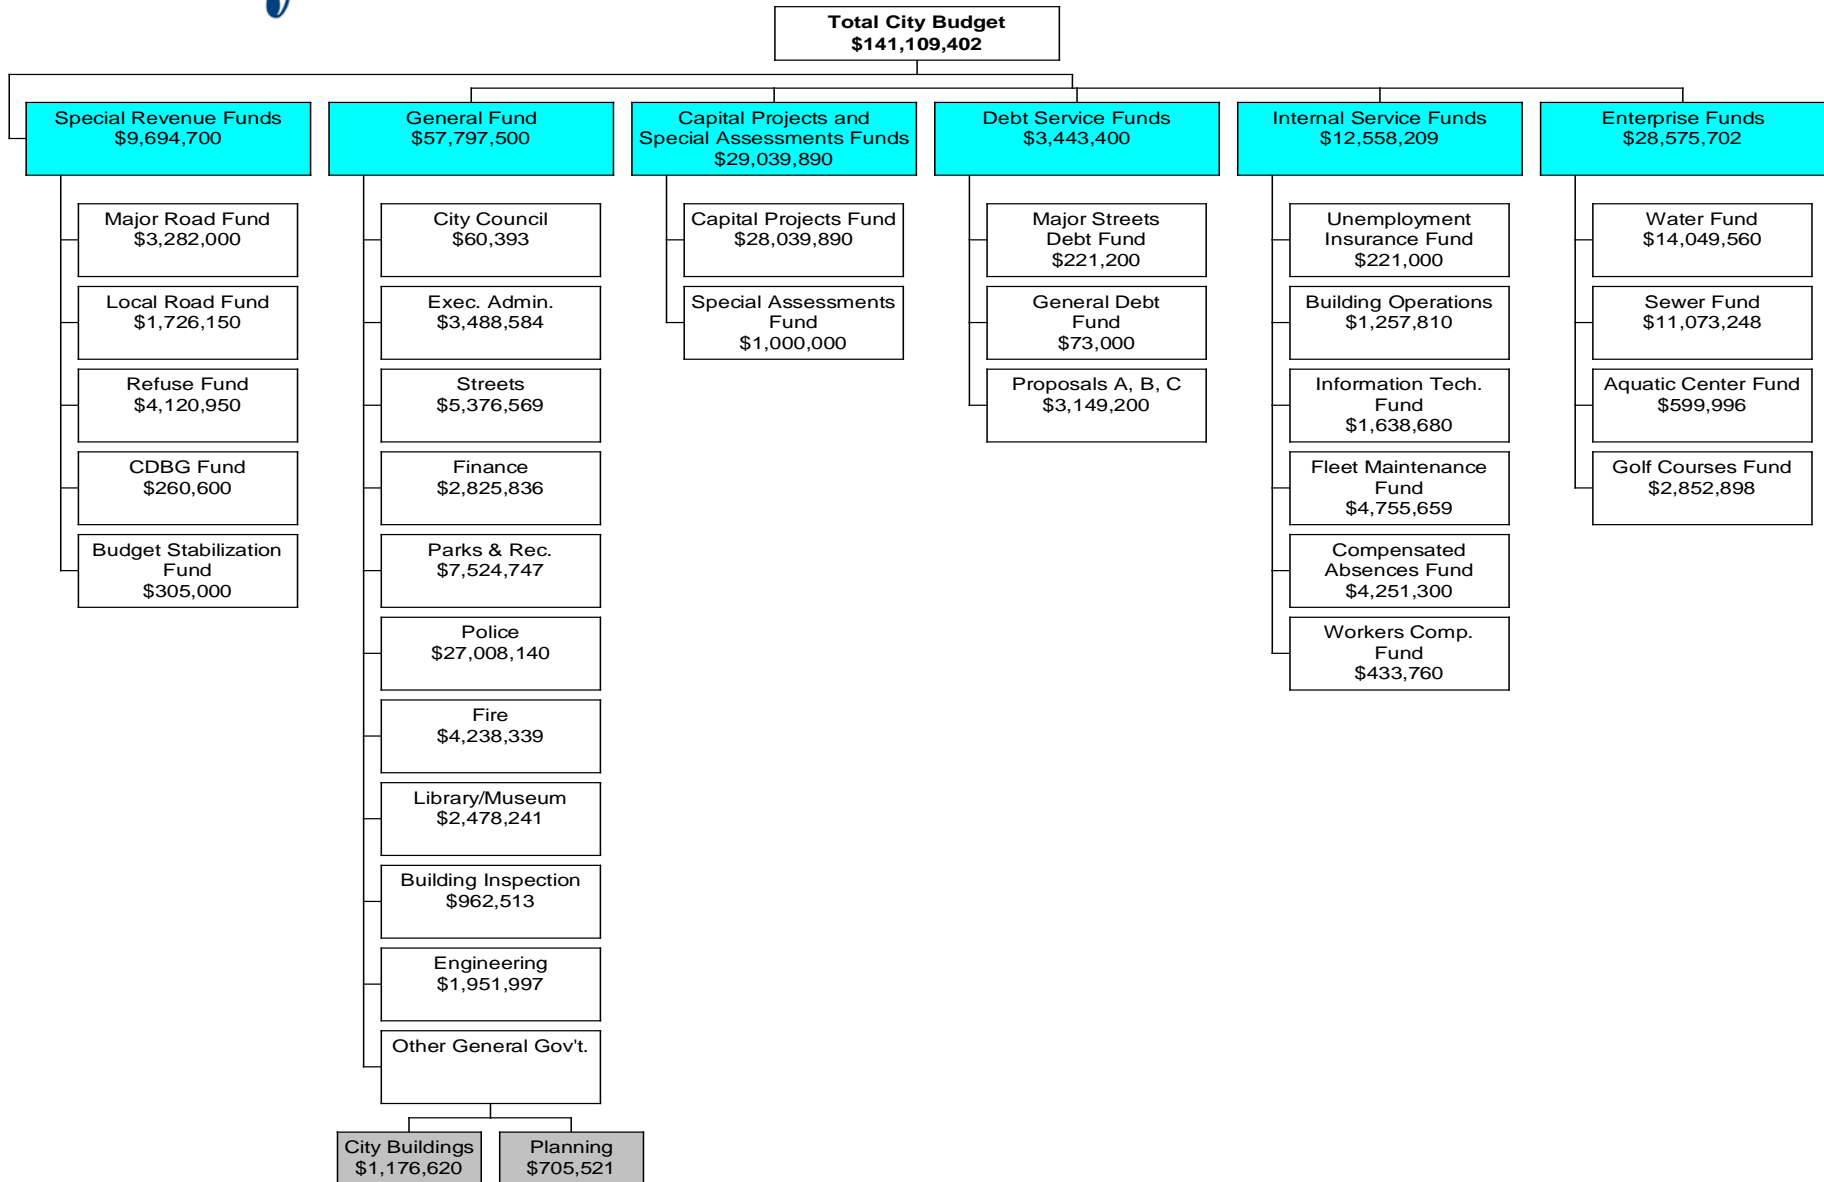 Total City Budget
$141,109,402
Special Revenue Funds
$9,694,700
General Fund
$57,797,500
Capital Projects and
Special Assessments Funds
$29,039,890
Debt Service Funds
$3,443,400
Internal Service Funds
$12,558,209
Enterprise Funds
$28,575,702
Major Road Fund
$3,282,000
Local Road Fund
$1,726,150
Refuse Fund
$4,120,950
CDBG Fund
$260,600
Budget Stabilization
Fund
$305,000
City Council
$60,393
Exec. Admin.
$3,488,584
Streets
$5,376,569
Finance
$2,825,836
Parks & Rec.
$7,524,747
Police
$27,008,140
Fire
$4,238,339
Library/Museum
$2,478,241
Building Inspection
$962,513
Engineering
$1,951,997
Other General Gov't.
City Buildings
$1,176,620
Planning
$705,521
Capital Projects Fund
$28,039,890
Special Assessments
Fund
$1,000,000
Major Streets
Debt Fund
$221,200
General Debt
Fund
$73,000
Proposals A, B, C
$3,149,200
Unemployment
Insurance Fund
$221,000
Building Operations
$1,257,810
Information Tech.
Fund
$1,638,680
Fleet Maintenance
Fund
$4,755,659
Compensated
Absences Fund
$4,251,300
Workers Comp.
Fund
$433,760
Water Fund
$14,049,560
Sewer Fund
$11,073,248
Aquatic Center Fund
$599,996
Golf Courses Fund
$2,852,898